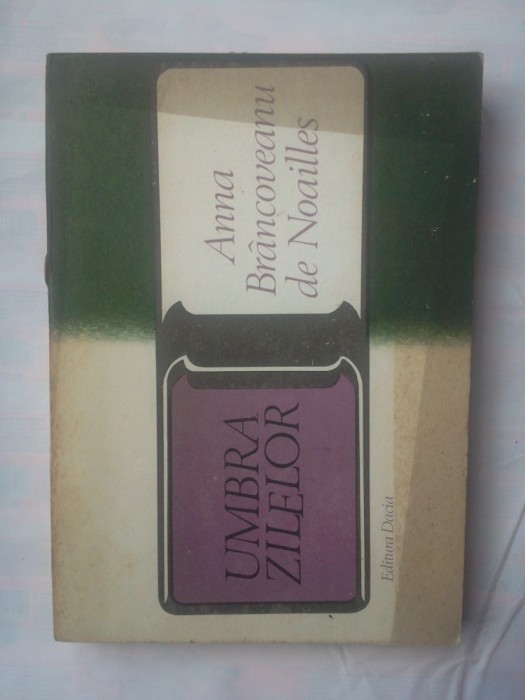 Anna
Brâncoveanu
de Noailles
UMBRA
ZILELOR
Editura Dacia